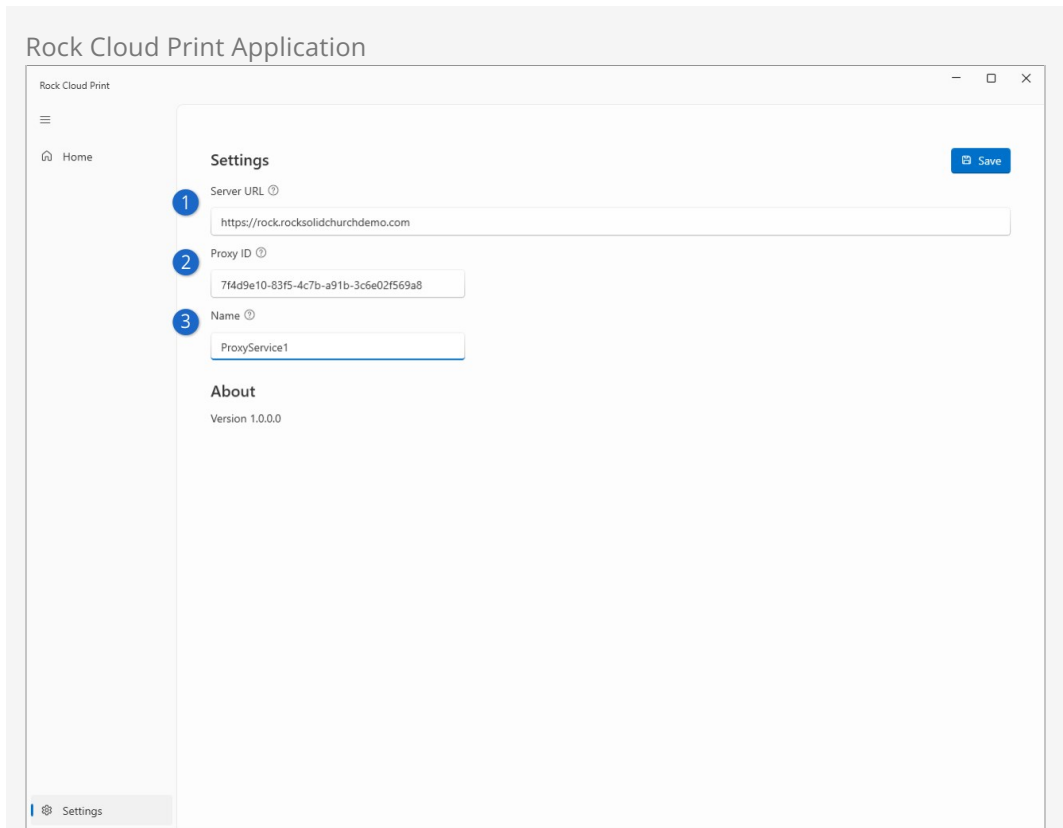 Rock Cloud Print Application
Rock Cloud Print
Home
Settings
Save
1
Server URL
https://rock.rocksolidchurchdemo.com
2
Proxy ID
7f4d9e10-83f5-4c7b-a91b-3c6e02f569a8
3
Name
ProxyService1
About
Version 1.0.0.0
Settings